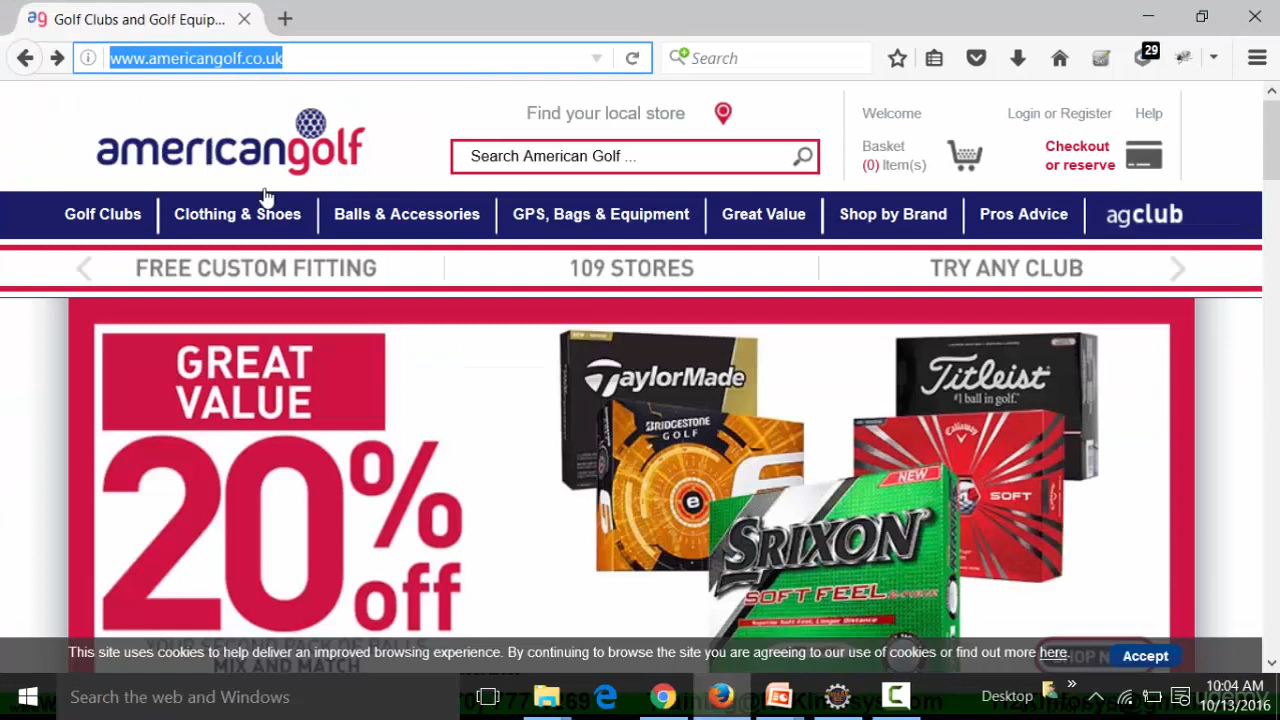 ag Golf Clubs and Golf Equip...
www.americangolf.co.uk
Search
29
americangolf
Find your local store
Search American Golf ...
Welcome
Login or Register
Help
Basket
(0) Item(s)
Checkout
or reserve
Golf Clubs
Clothing & Shoes
Balls & Accessories
GPS, Bags & Equipment
Great Value
Shop by Brand
Pros Advice
agclub
FREE CUSTOM FITTING
109 STORES
TRY ANY CLUB
GREAT
VALUE
20%
off
MIX AND MATCH
TaylorMade
BRIDGESTONE
GOLF
e
6
Titleist
#1 ball in golf.
Callaway
SOFT
NEW
SRIXON
SOFT FEEL
This site uses cookies to help deliver an improved browsing experience. By continuing to browse the site you are agreeing to our use of cookies or find out more here.
Accept
Search the web and Windows
Desktop
10:04 AM
10/13/2016